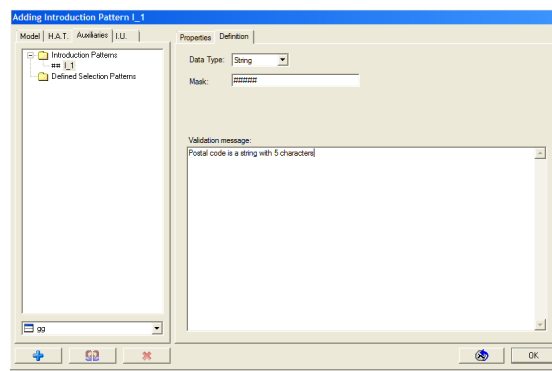 Adding Introduction Pattern I_1
Model H.A.T. Auxiliaries I.U.
Introduction Patterns
## I_1
Defined Selection Patterns
gg
Properties Definition
Data Type: String
Mask: #####
Validation message:
Postal code is a string with 5 characters
OK